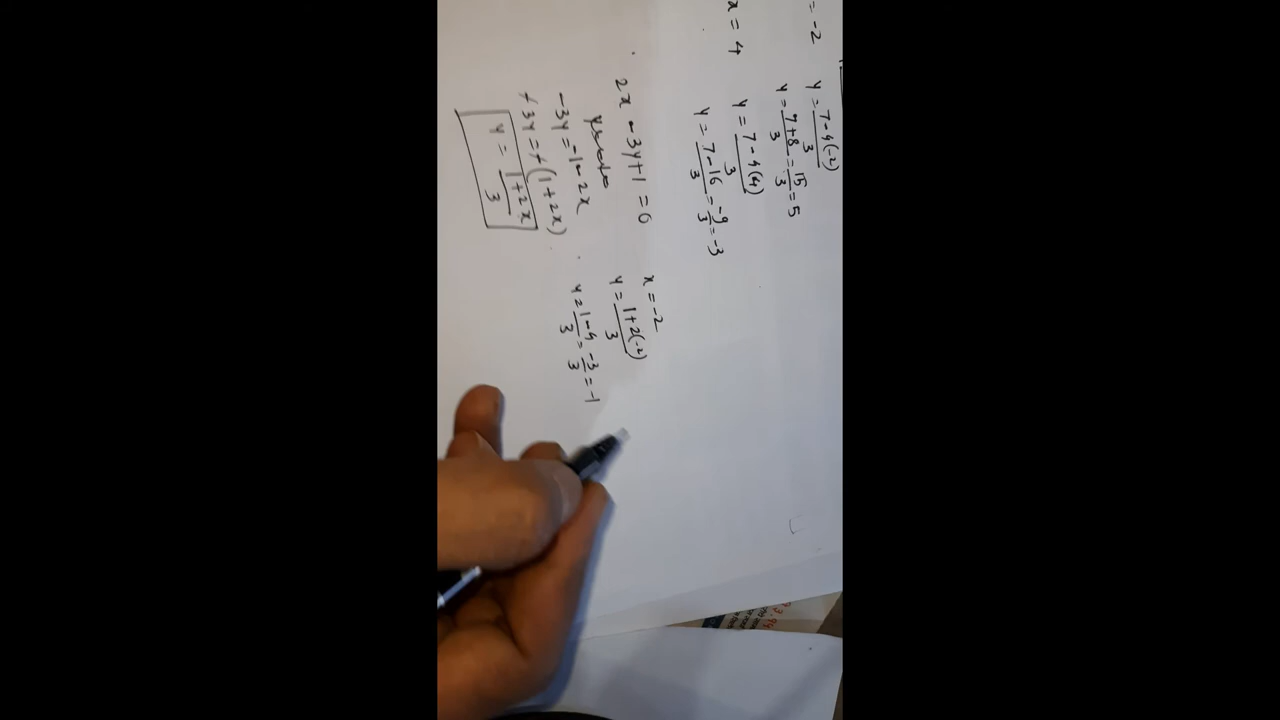 = -2
y = 7-4(-2)/3
y = 7+8/3 = 15/3 = 5
x = 4
y = 7-4(4)/3
y = 7-16/3 = -9/3 = -3
2x - 3y + 1 = 0
-3y = -1 - 2x
+3y = +(1+2x)
y = 1+2x/3
x = -2
y = 1+2(-2)/3
y = 1-4/3 = -3/3 = -1